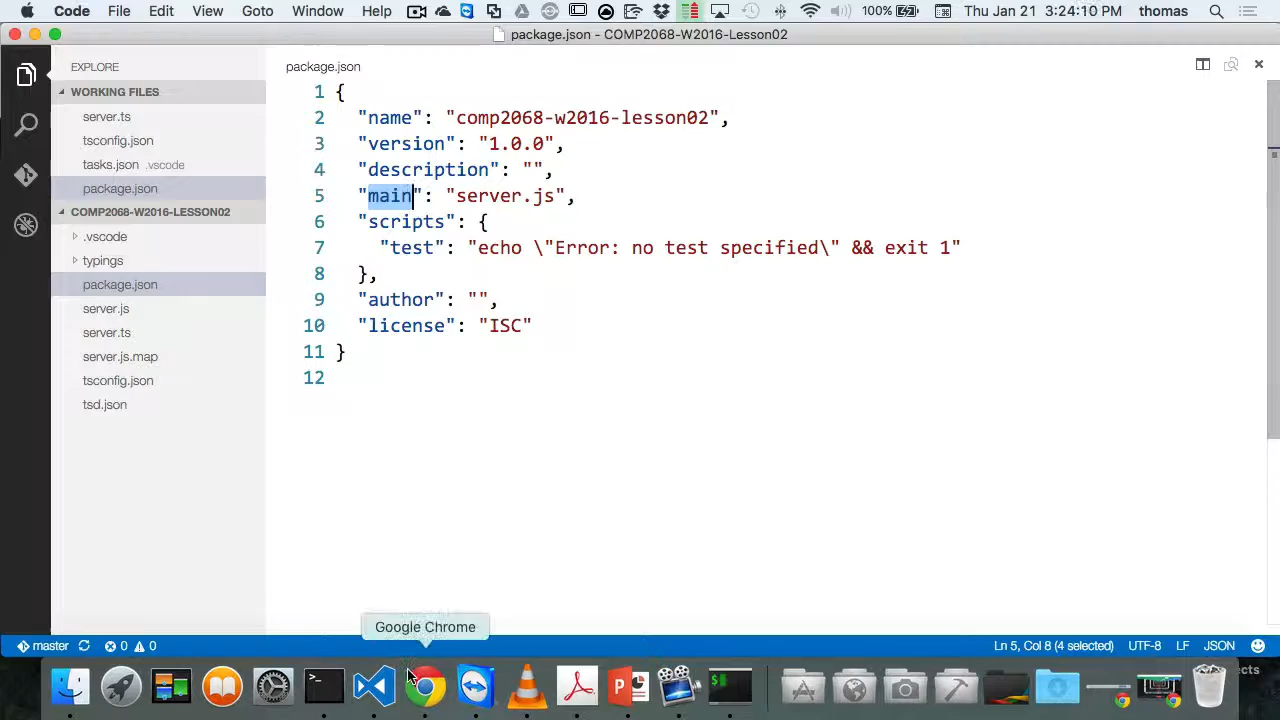 Code File Edit View Goto Window Help 100% Thu Jan 21 3:24:10 PM thomas
package.json - COMP2068-W2016-Lesson02
EXPLORE
WORKING FILES
server.ts
tsconfig.json
tasks.json .vscode
package.json
COMP2068-W2016-LESSON02
.vscode
typings
package.json
server.js
server.ts
server.js.map
tsconfig.json
tsd.json
package.json
1 {
2 "name": "comp2068-w2016-lesson02",
3 "version": "1.0.0",
4 "description": "",
5 "main": "server.js",
6 "scripts": {
7 "test": "echo \"Error: no test specified\" && exit 1"
8 },
9 "author": "",
10 "license": "ISC"
11 }
12
Google Chrome
master 0 0 Ln 5, Col 8 (4 selected) UTF-8 LF JSON